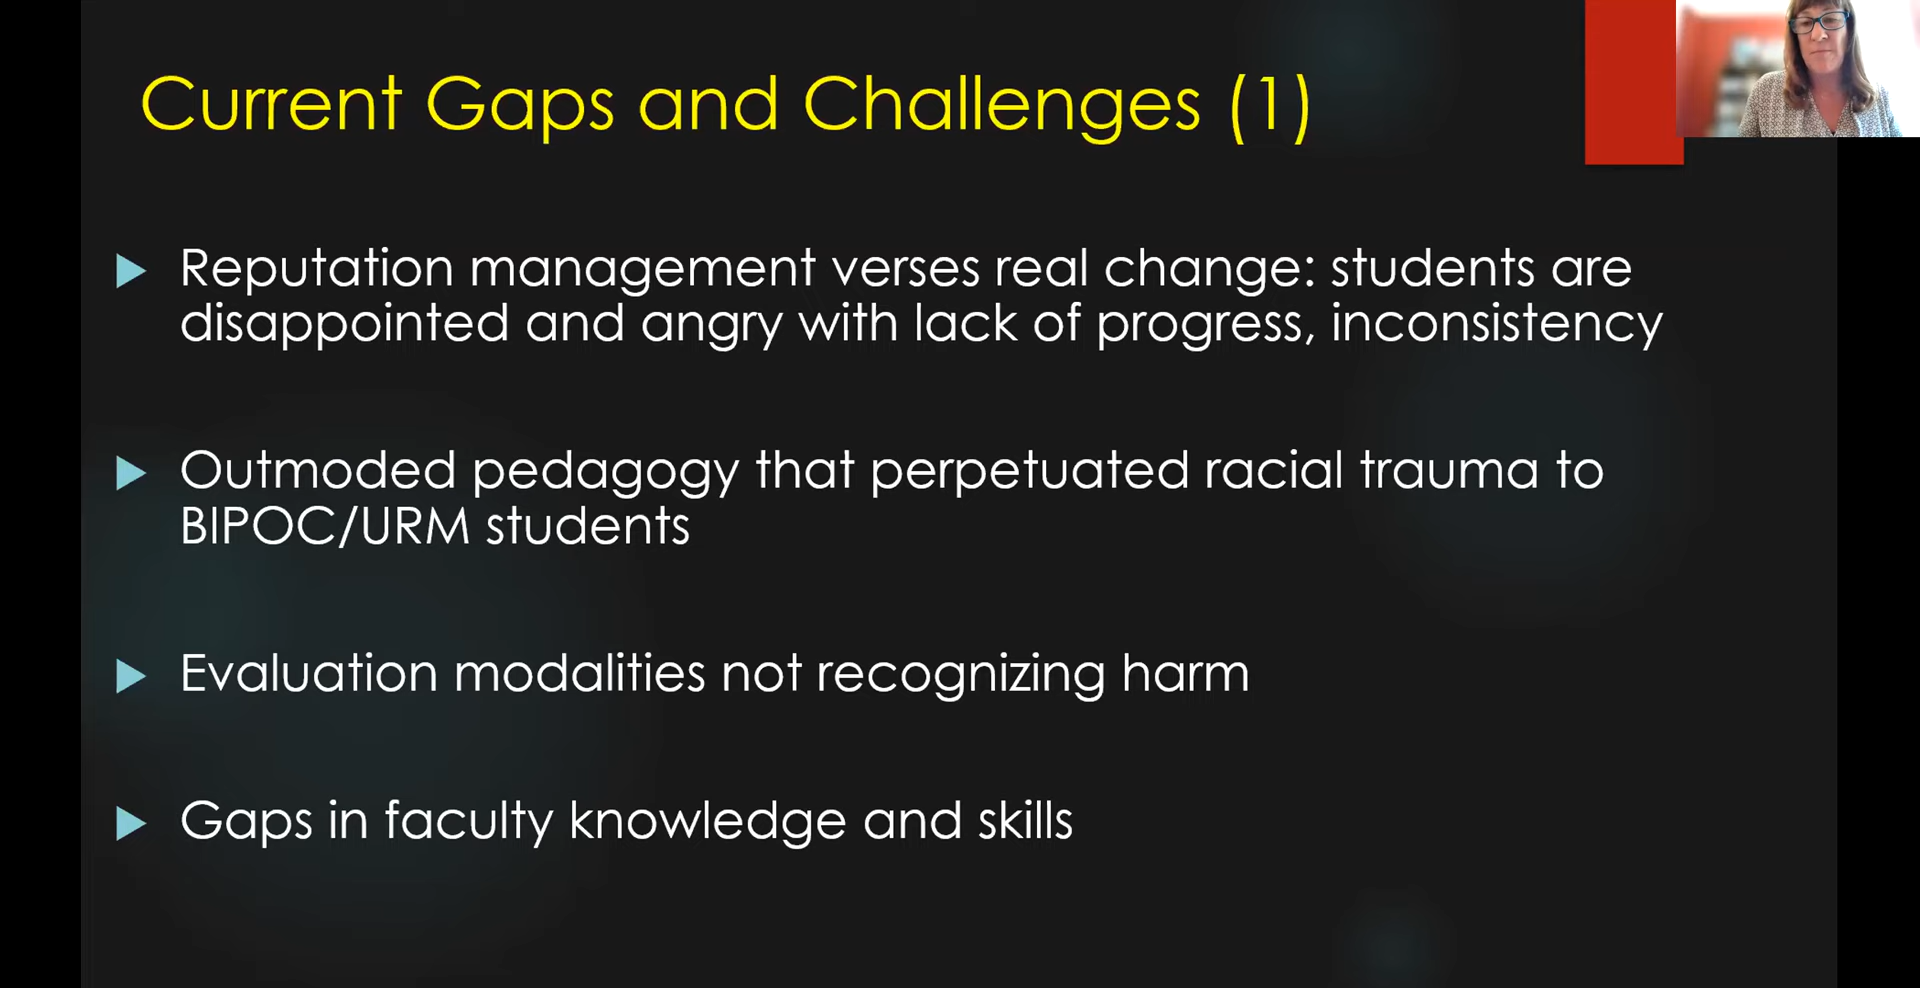 Current Gaps and Challenges (1)
Reputation management verses real change: students are
disappointed and angry with lack of progress, inconsistency
Outmoded pedagogy that perpetuated racial trauma to
BIPOC/URM students
Evaluation modalities not recognizing harm
Gaps in faculty knowledge and skills